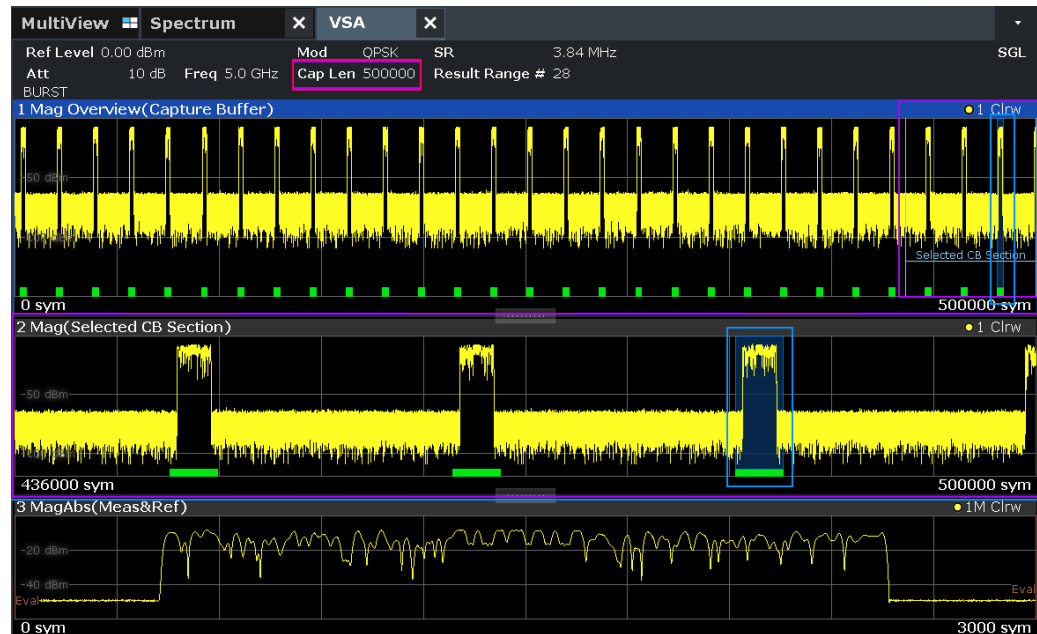 MultiView Spectrum X VSA X
Ref Level 0.00 dBm Mod QPSK SR 3.84 MHz SGL
Att 10 dB Freq 5.0 GHz Cap Len 500000 Result Range # 28
BURST
1 Mag Overview(Capture Buffer) 1 Clrw
-50 dBm
Selected CB Section
0 sym 500000 sym
2 Mag(Selected CB Section) 1 Clrw
-50 dBm
436000 sym 500000 sym
3 MagAbs(Meas&Ref) 1M Clrw
-20 dBm
-40 dBm
Eval Eval
0 sym 3000 sym